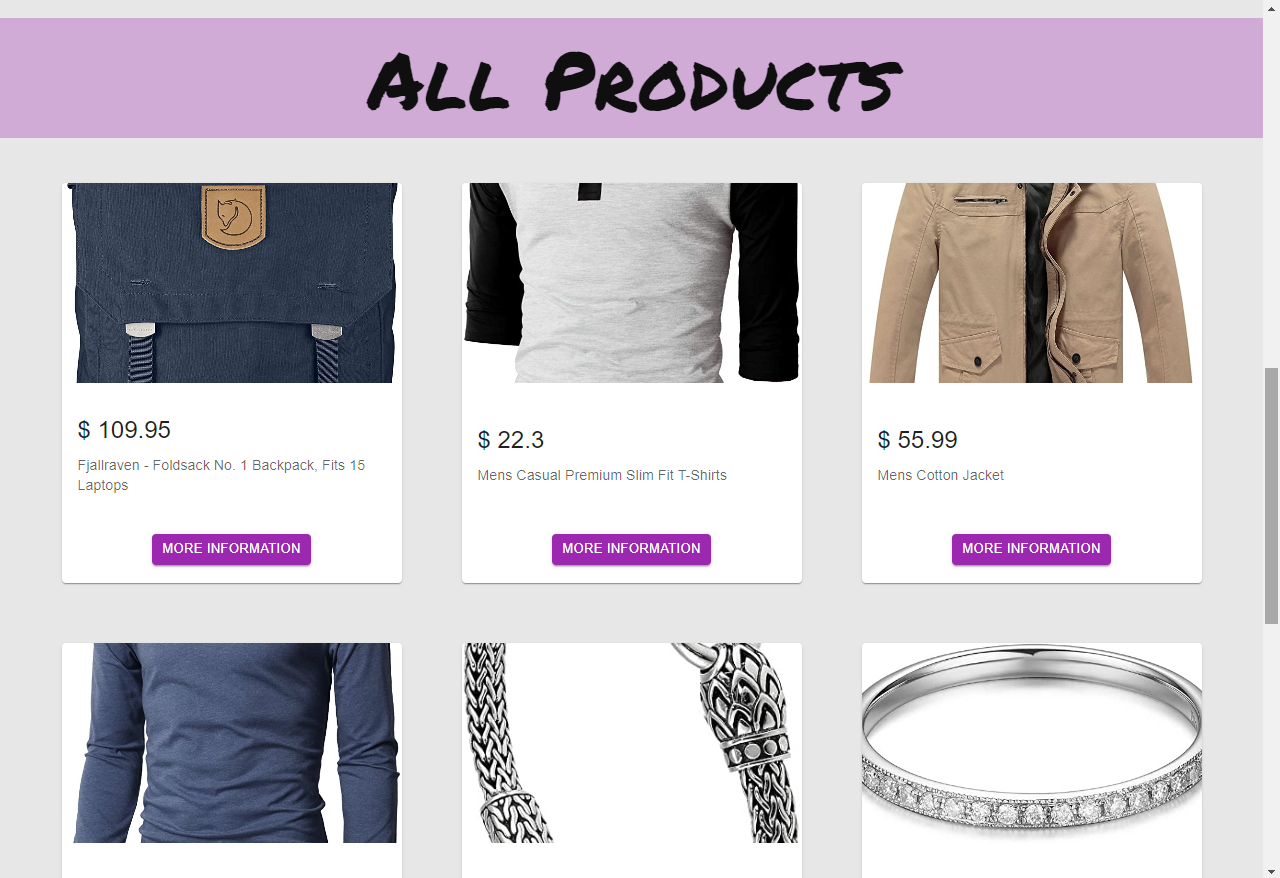 All Products
$ 109.95
Fjallraven - Foldsack No. 1 Backpack, Fits 15
Laptops
MORE INFORMATION
$ 22.3
Mens Casual Premium Slim Fit T-Shirts
MORE INFORMATION
$ 55.99
Mens Cotton Jacket
MORE INFORMATION